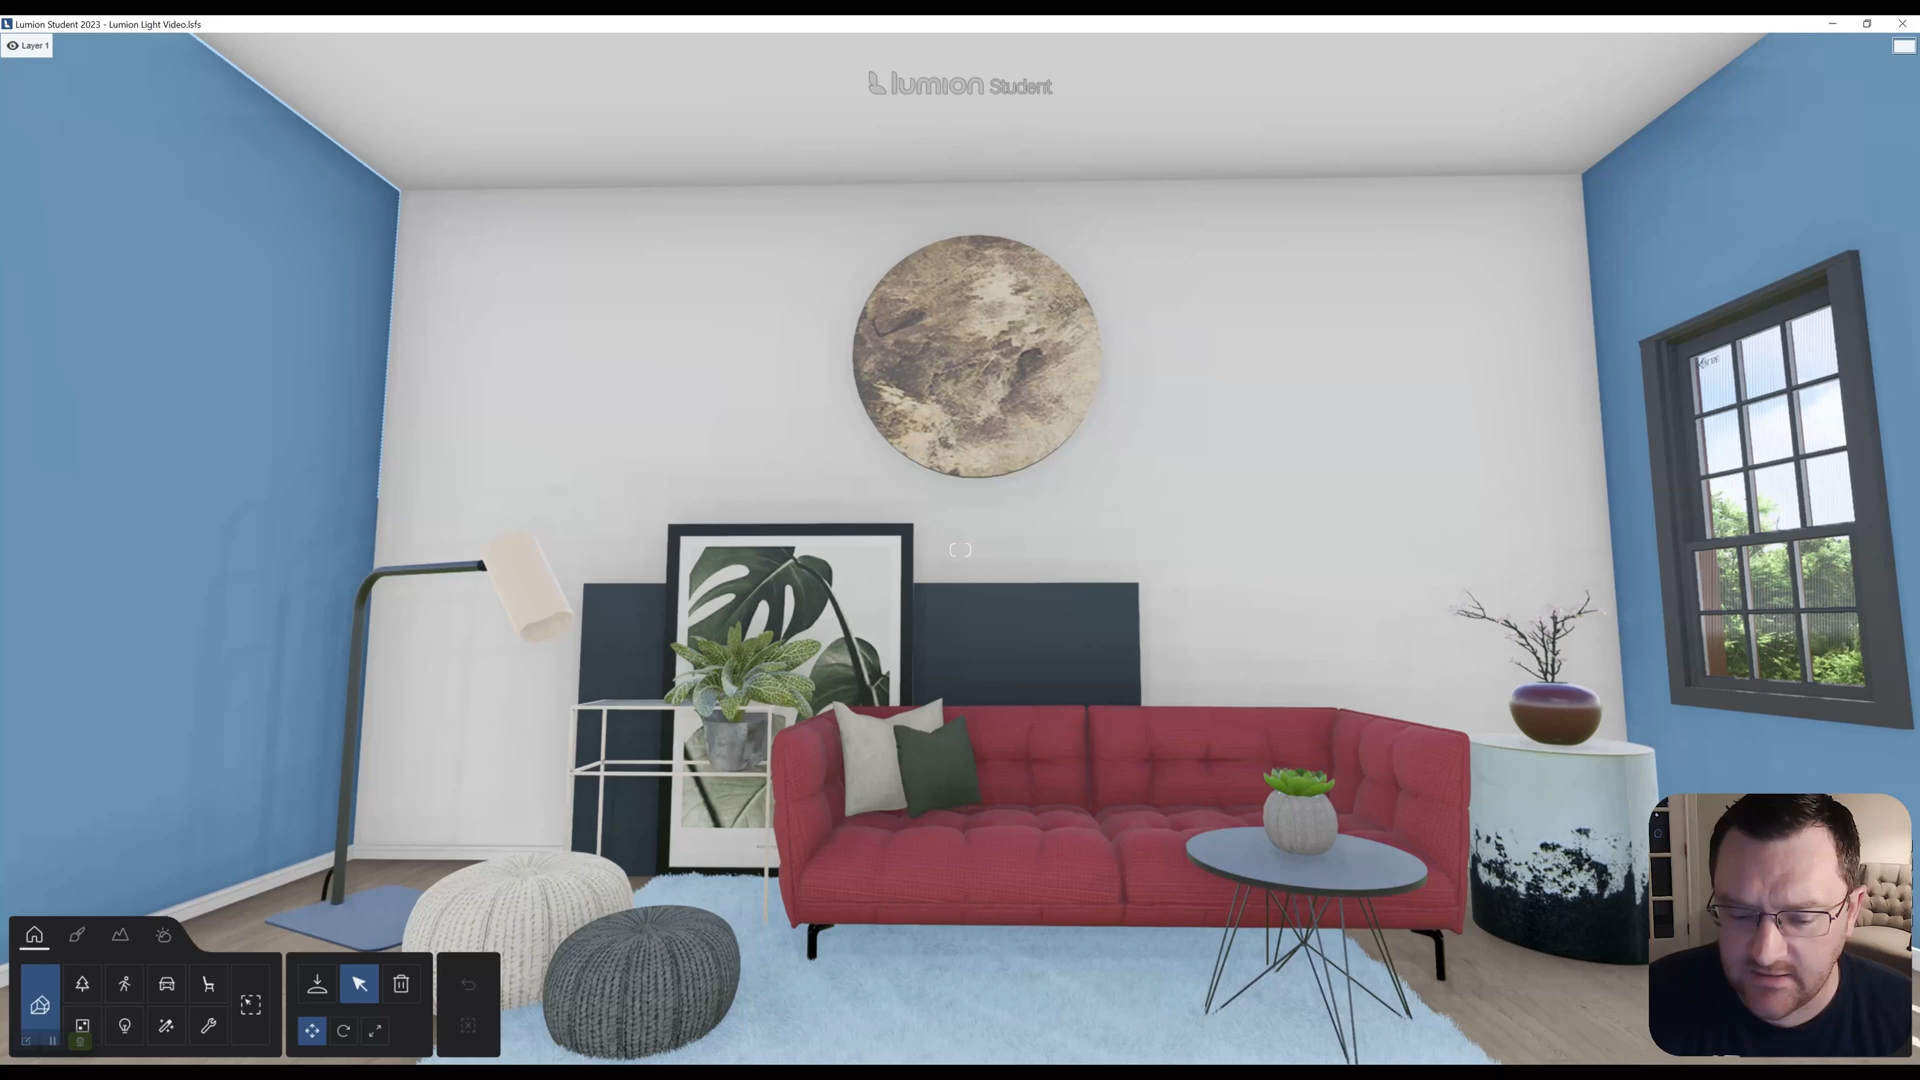 Lumion Student 2023 - Lumion Light Video.lsfs
Layer 1
lumion Student